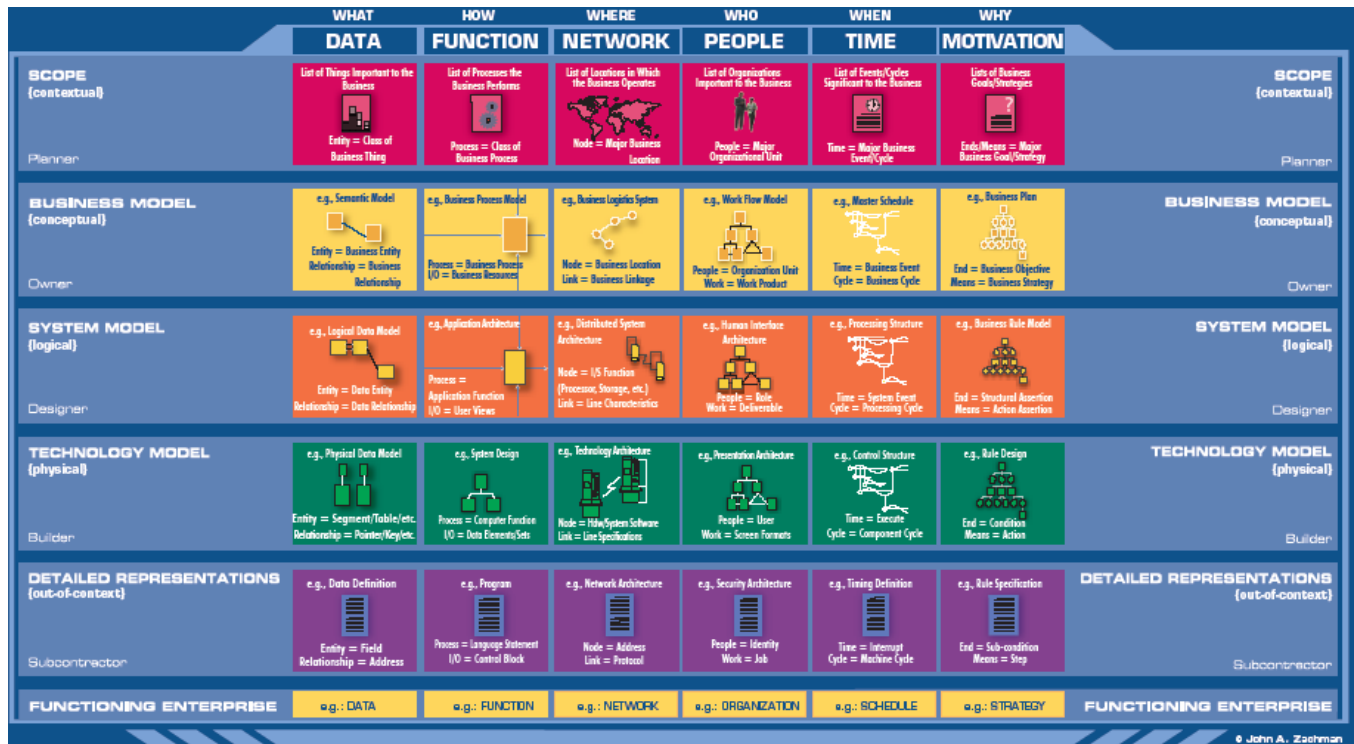 WHAT HOW WHERE WHO WHEN WHY
DATA FUNCTION NETWORK PEOPLE TIME MOTIVATION
SCOPE
{contextual}
Planner
List of Things Important to the
Business
Entity = Class of
Business Thing
List of Processes the
Business Performs
Process = Class of
Business Process
List of Locations in Which
the Business Operates
Node = Major Business
Location
List of Organizations
Important to the Business
People = Major
Organizational Unit
List of Events/Cycles
Significant to the Business
Time = Major Business
Event/Cycle
Lists of Business
Goals/Strategies
?
Ends/Means = Major
Business Goal/Strategy
SCOPE
{contextual}
Planner
BUSINESS MODEL
{conceptual}
Owner
e.g., Semantic Model
Entity = Business Entity
Relationship = Business
Relationship
e.g., Business Process Model
Process = Business Process
I/O = Business Resources
e.g., Business Logistics System
Node = Business Location
Link = Business Linkage
e.g., Work Flow Model
People = Organization Unit
Work = Work Product
e.g., Master Schedule
Time = Business Event
Cycle = Business Cycle
e.g., Business Plan
End = Business Objective
Means = Business Strategy
BUSINESS MODEL
{conceptual}
Owner
SYSTEM MODEL
{logical}
Designer
e.g., Logical Data Model
Entity = Data Entity
Relationship = Data Relationship
e.g., Application Architecture
Process =
Application Function
I/O = User Views
e.g., Distributed System
Architecture
Node = I/S Function
(Processor, Storage, etc.)
Link = Line Characteristics
e.g., Human Interface
Architecture
People = Role
Work = Deliverable
e.g., Processing Structure
Time = System Event
Cycle = Processing Cycle
e.g., Business Rule Model
End = Structural Assertion
Means = Action Assertion
SYSTEM MODEL
{logical}
Designer
TECHNOLOGY MODEL
{physical}
Builder
e.g., Physical Data Model
Entity = Segment/Table/etc.
Relationship = Pointer/Key/etc.
e.g., System Design
Process = Computer Function
I/O = Data Elements/Sets
e.g., Technology Architecture
Node = Hdw/System Software
Link = Line Specifications
e.g., Presentation Architecture
People = User
Work = Screen Formats
e.g., Control Structure
Time = Execute
Cycle = Component Cycle
e.g., Rule Design
End = Condition
Means = Action
TECHNOLOGY MODEL
{physical}
Builder
DETAILED REPRESENTATIONS
{out-of-context}
Subcontractor
e.g., Data Definition
Entity = Field
Relationship = Address
e.g., Program
Process = Language Statement
I/O = Control Block
e.g., Network Architecture
Node = Address
Link = Protocol
e.g., Security Architecture
People = Identity
Work = Job
e.g., Timing Definition
Time = Interrupt
Cycle = Machine Cycle
e.g., Rule Specification
End = Sub-condition
Means = Step
DETAILED REPRESENTATIONS
{out-of-context}
Subcontractor
FUNCTIONING ENTERPRISE
e.g.: DATA
e.g.: FUNCTION
e.g.: NETWORK
e.g.: ORGANIZATION
e.g.: SCHEDULE
e.g.: STRATEGY
FUNCTIONING ENTERPRISE
© John A. Zachman